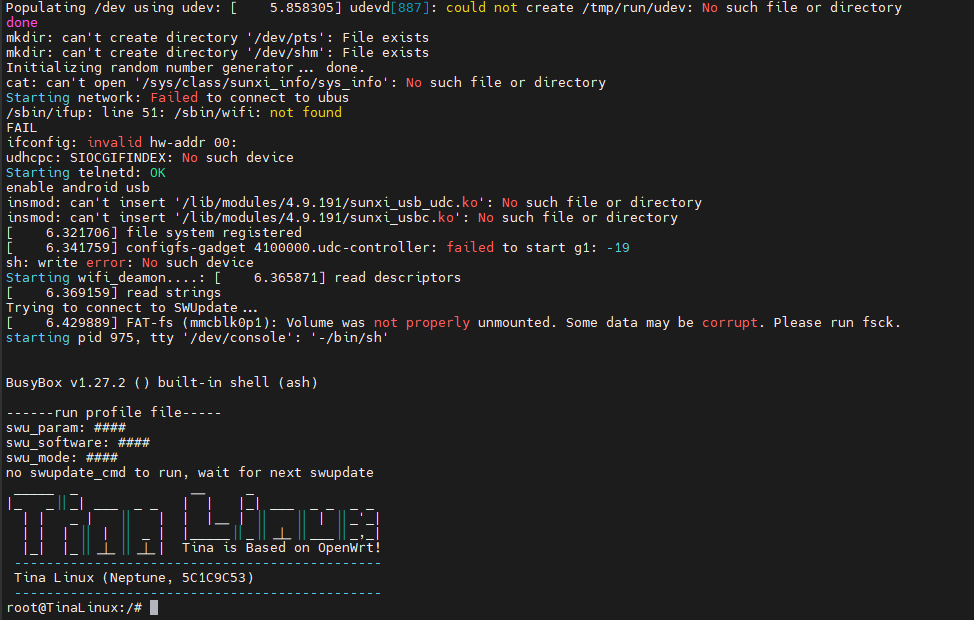 Populating /dev using udev: [    5.858305] udevd[887]: could not create /tmp/run/udev: No such file or directory
done
mkdir: can't create directory '/dev/pts': File exists
mkdir: can't create directory '/dev/shm': File exists
Initializing random number generator... done.
cat: can't open '/sys/class/sunxi_info/sys_info': No such file or directory
Starting network: Failed to connect to ubus
/sbin/ifup: line 51: /sbin/wifi: not found
FAIL
ifconfig: invalid hw-addr 00:
udhcpc: SIOCGIFINDEX: No such device
Starting telnetd: OK
enable android usb
insmod: can't insert '/lib/modules/4.9.191/sunxi_usb_udc.ko': No such file or directory
insmod: can't insert '/lib/modules/4.9.191/sunxi_usbc.ko': No such file or directory
[    6.321706] file system registered
[    6.341759] configfs-gadget 4100000.udc-controller: failed to start g1: -19
sh: write error: No such device
Starting wifi_deamon....: [    6.365871] read descriptors
[    6.369159] read strings
Trying to connect to SWUpdate...
[    6.429889] FAT-fs (mmcblk0p1): Volume was not properly unmounted. Some data may be corrupt. Please run fsck.
starting pid 975, tty '/dev/console': '-/bin/sh'
BusyBox v1.27.2 () built-in shell (ash)
------run profile file-----
swu_param: ####
swu_software: ####
swu_mode: ####
no swupdate_cmd to run, wait for next swupdate
Tina Linux
Tina is Based on OpenWrt!
----------------------------------------------
Tina Linux (Neptune, 5C1C9C53)
----------------------------------------------
root@TinaLinux:/#